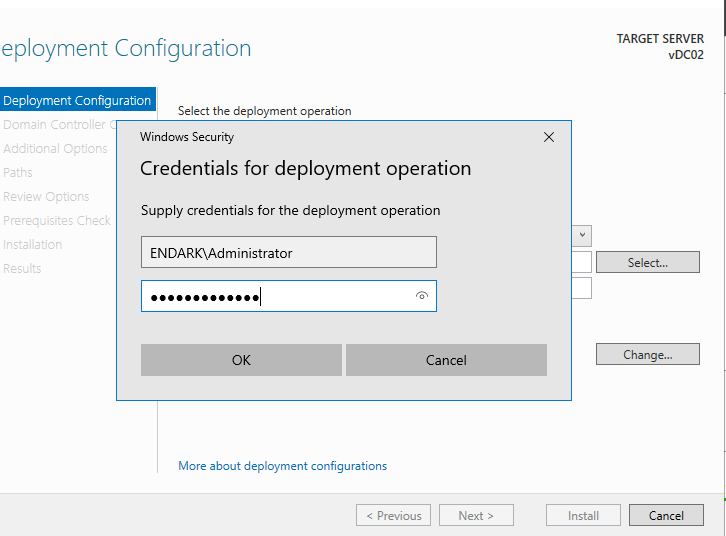 eployment Configuration
TARGET SERVER
vDC02
Deployment Configuration
Select the deployment operation
Domain Controller
Additional Options
Paths
Review Options
Prerequisites Check
Installation
Results
Windows Security
Credentials for deployment operation
Supply credentials for the deployment operation
ENDARK\Administrator
●●●●●●●●●●●●●
OK
Cancel
Select...
Change...
More about deployment configurations
< Previous
Next >
Install
Cancel